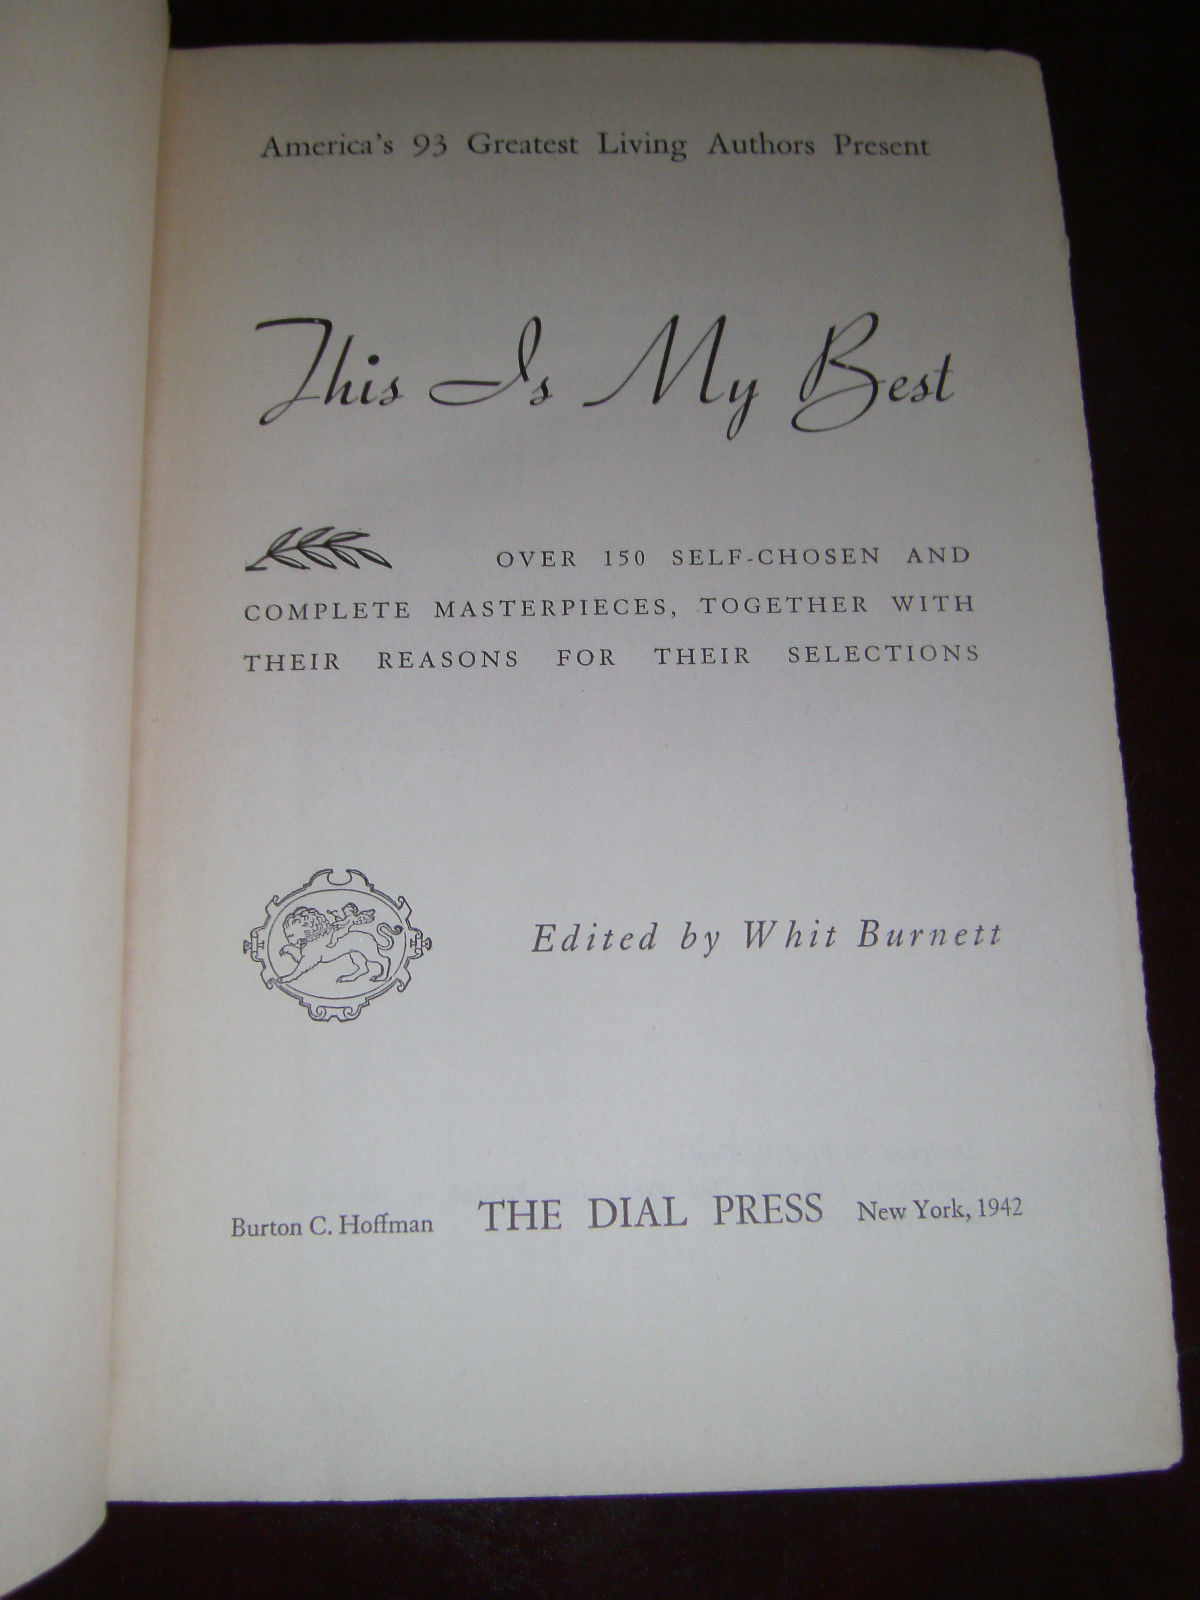 America's 93 Greatest Living Authors Present
This Is My Best
OVER 150 SELF-CHOSEN AND
COMPLETE MASTERPIECES, TOGETHER WITH
THEIR REASONS FOR THEIR SELECTIONS
Edited by Whit Burnett
Burton C. Hoffman THE DIAL PRESS New York, 1942